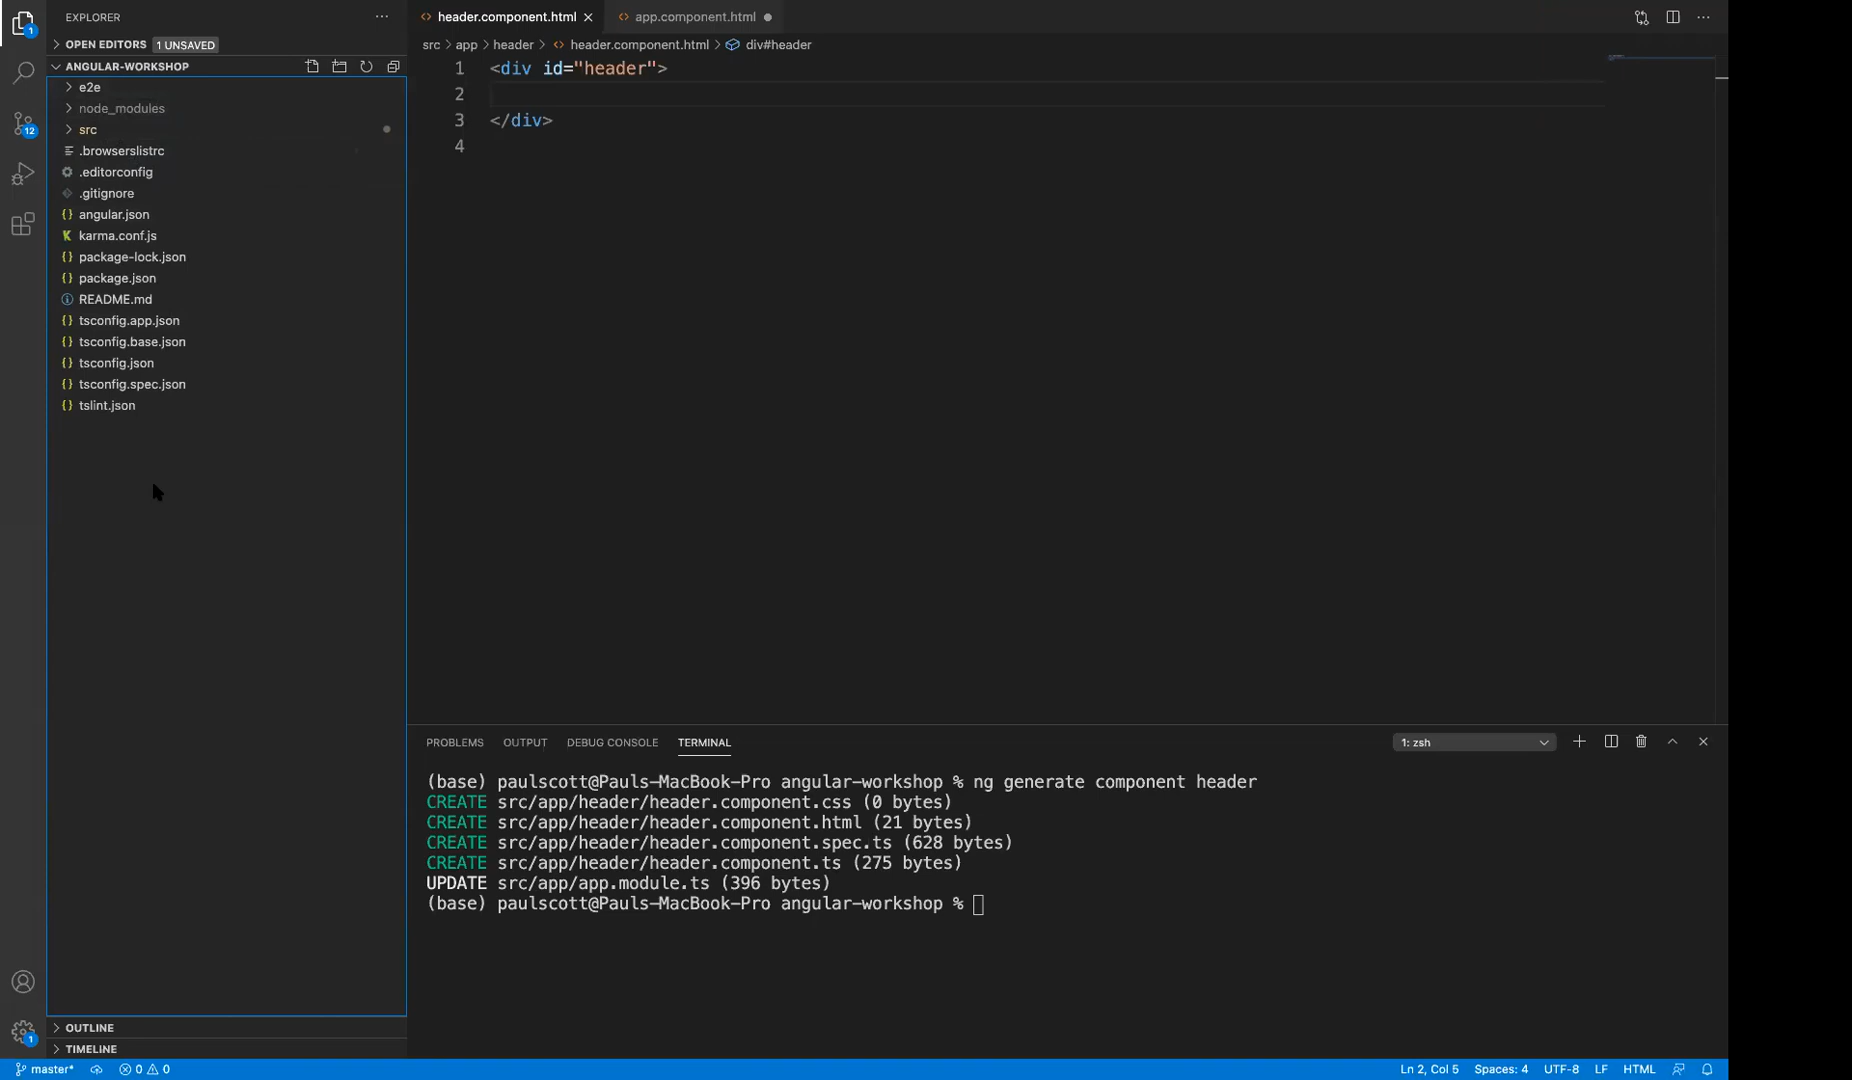 EXPLORER
OPEN EDITORS 1 UNSAVED
ANGULAR-WORKSHOP
e2e
node_modules
src
.browserslistrc
.editorconfig
.gitignore
angular.json
karma.conf.js
package-lock.json
package.json
README.md
tsconfig.app.json
tsconfig.base.json
tsconfig.json
tsconfig.spec.json
tslint.json
OUTLINE
TIMELINE
1
12
1
header.component.html
app.component.html
src > app > header > header.component.html > div#header
1 <div id="header">
2
3 </div>
4
PROBLEMS OUTPUT DEBUG CONSOLE TERMINAL 1: zsh
(base) paulscott@Pauls-MacBook-Pro angular-workshop % ng generate component header
CREATE src/app/header/header.component.css (0 bytes)
CREATE src/app/header/header.component.html (21 bytes)
CREATE src/app/header/header.component.spec.ts (628 bytes)
CREATE src/app/header/header.component.ts (275 bytes)
UPDATE src/app/app.module.ts (396 bytes)
(base) paulscott@Pauls-MacBook-Pro angular-workshop %
master* 0 0 Ln 2, Col 5 Spaces: 4 UTF-8 LF HTML